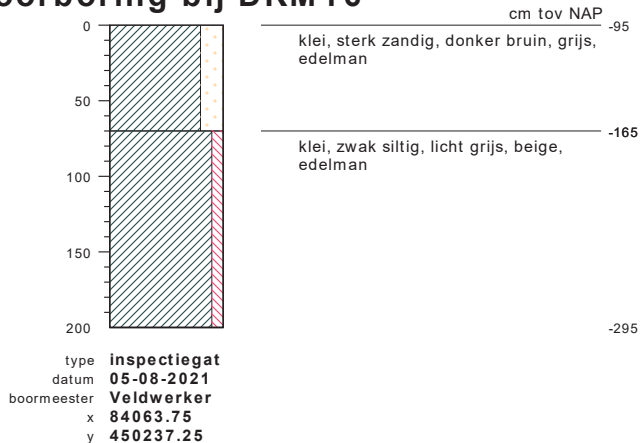 bij
cm tov NAP
0
-95
klei, sterk zandig, donker bruin, grijs,
edelman
50
-165
klei, zwak siltig, licht grijs, beige,
edelman
100
150
200
-295
type inspectiegat
datum 05-08-2021
boormeester Veldwerker
x 84063.75
y 450237.25